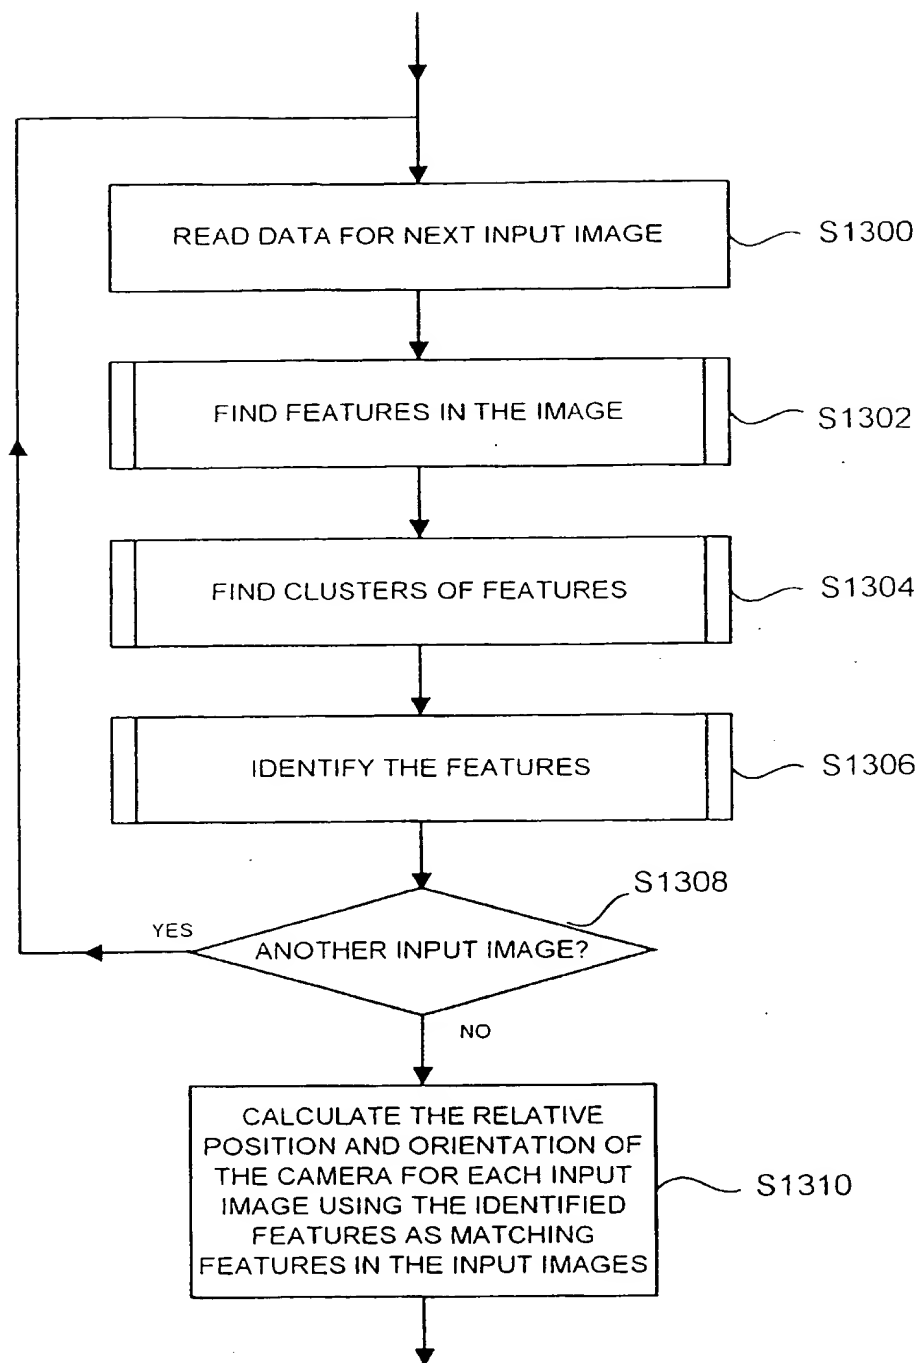 READ DATA FOR NEXT INPUT IMAGE
S1300
FIND FEATURES IN THE IMAGE
S1302
FIND CLUSTERS OF FEATURES
S1304
IDENTIFY THE FEATURES
S1306
S1308
YES
ANOTHER INPUT IMAGE?
NO
CALCULATE THE RELATIVE
POSITION AND ORIENTATION OF
THE CAMERA FOR EACH INPUT
IMAGE USING THE IDENTIFIED
FEATURES AS MATCHING
FEATURES IN THE INPUT IMAGES
S1310